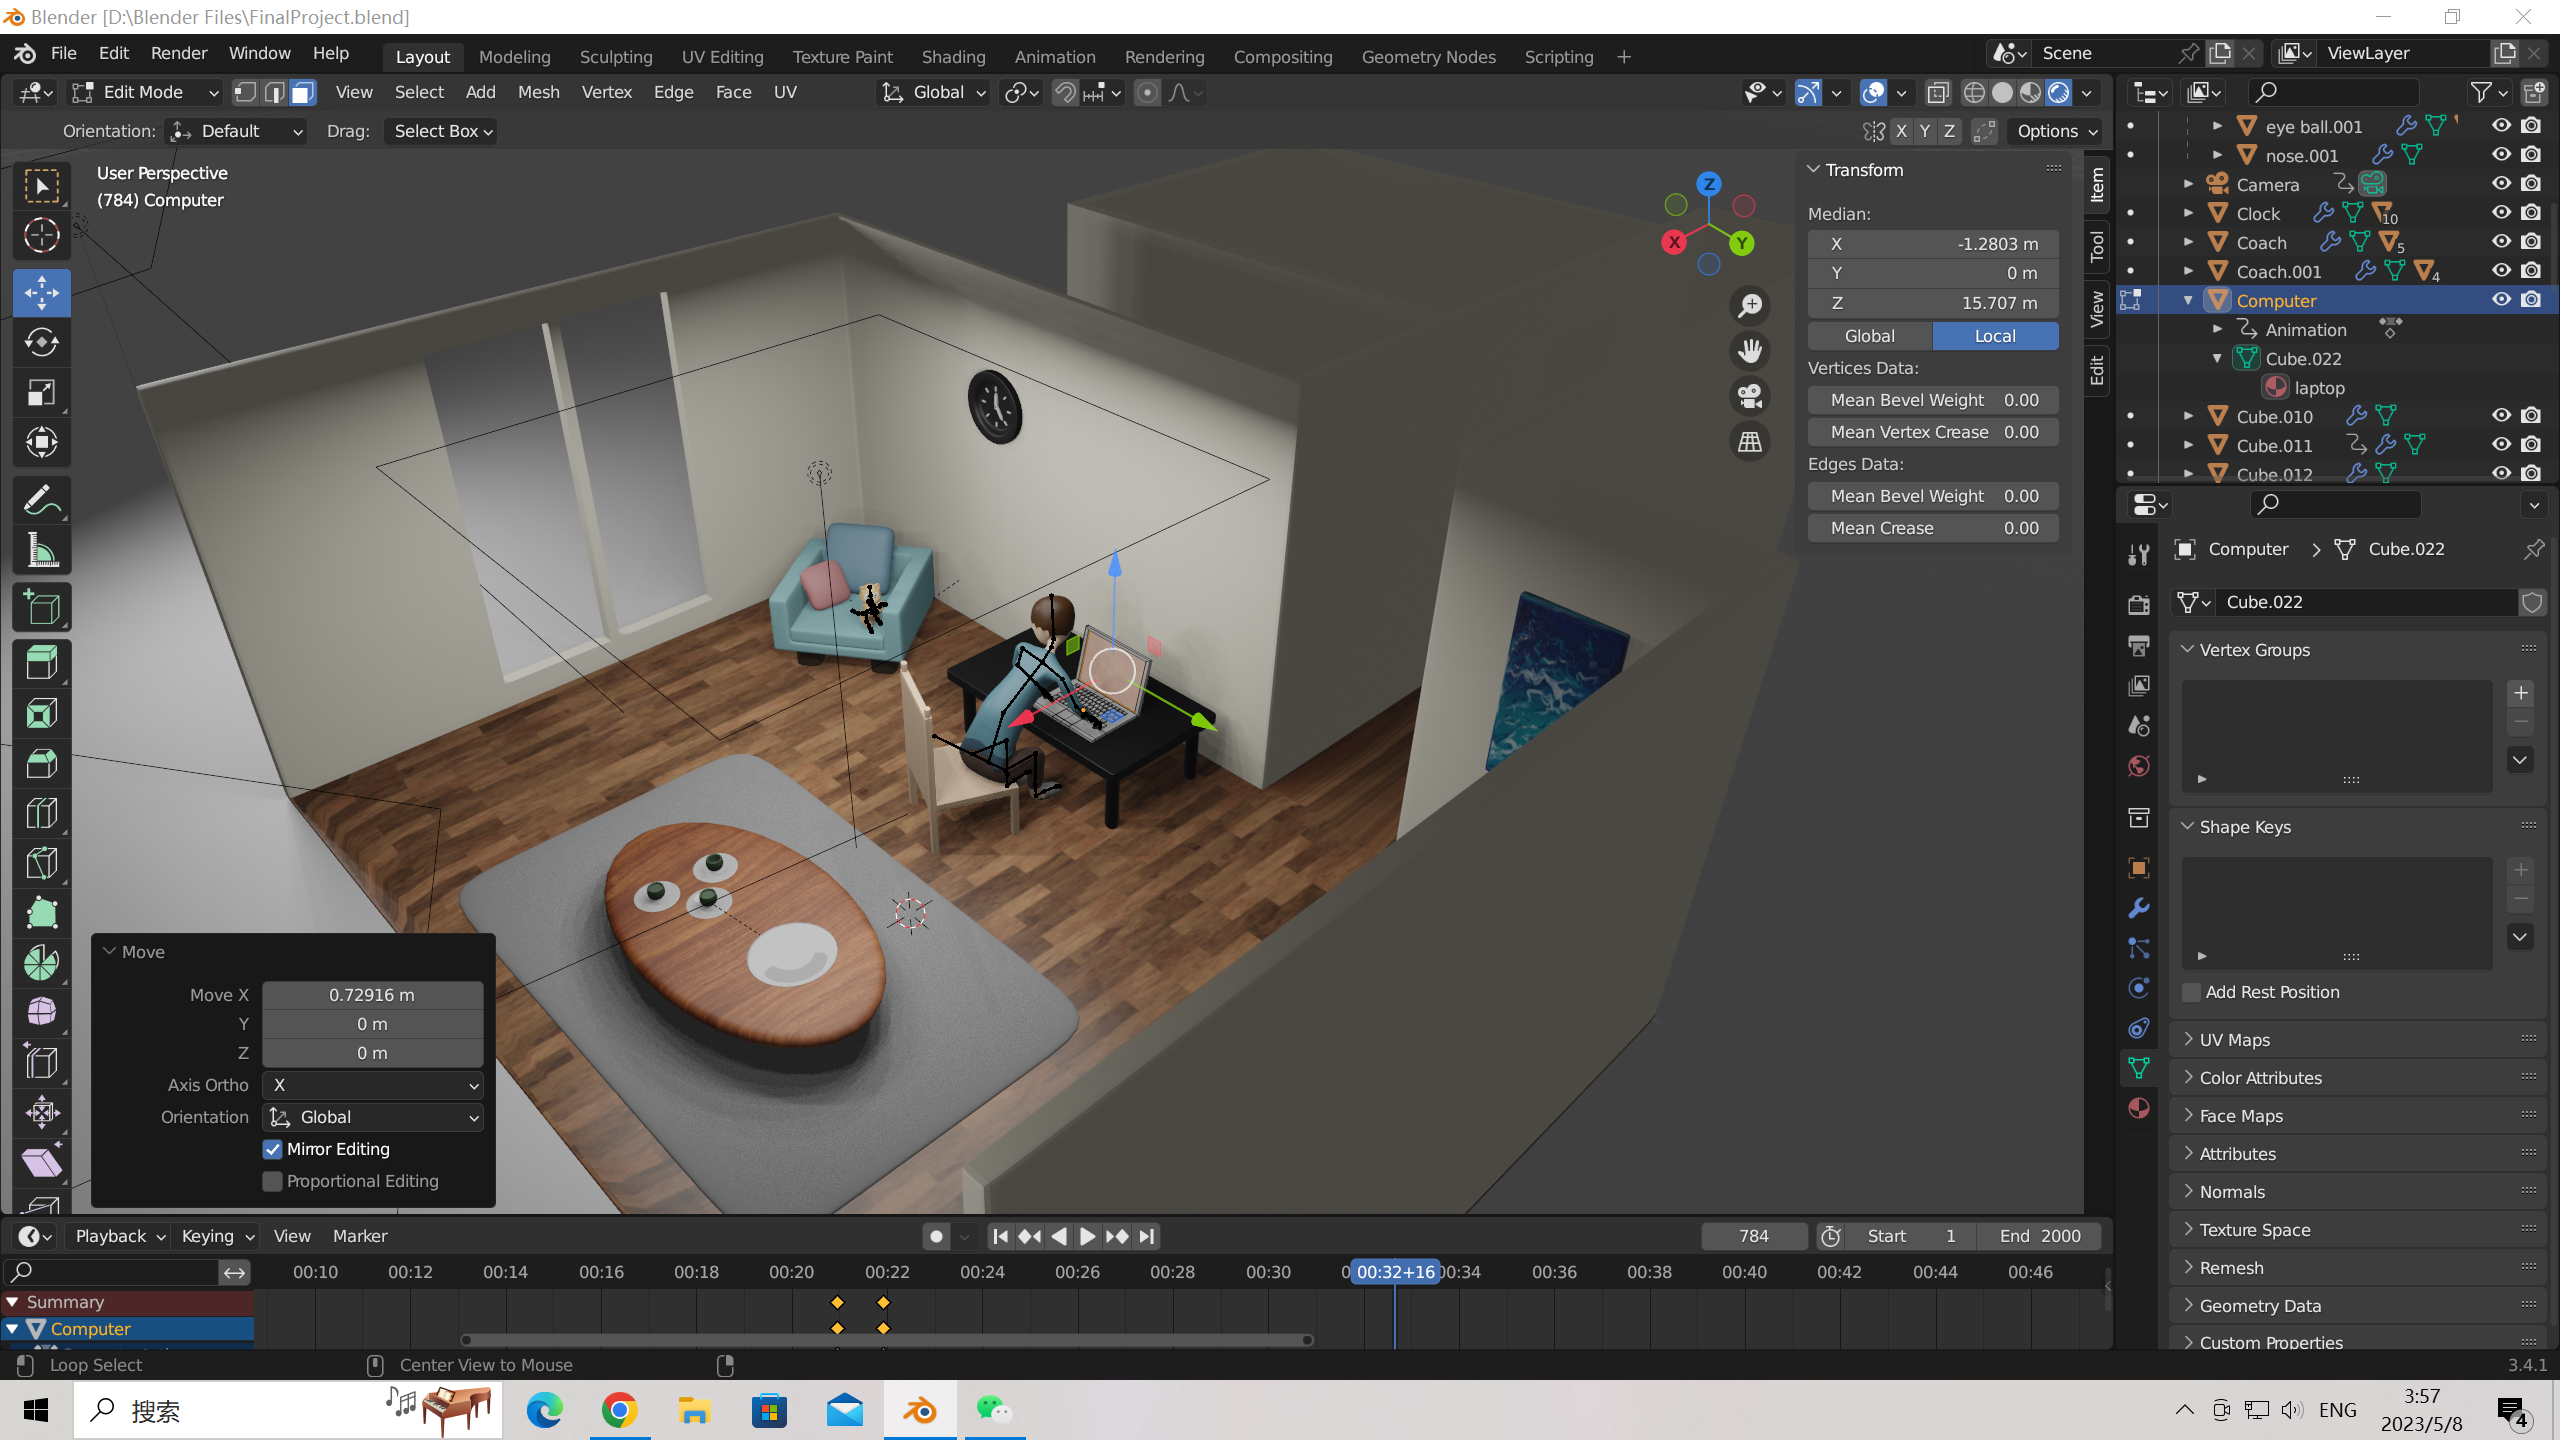 Blender [D:\Blender Files\FinalProject.blend]
File Edit Render Window Help Layout Modeling Sculpting UV Editing Texture Paint Shading Animation Rendering Compositing Geometry Nodes Scripting + Scene ViewLayer
Edit Mode View Select Add Mesh Vertex Edge Face UV Global
Orientation: Default Drag: Select Box X Y Z Options
User Perspective
(784) Computer
Z
X
Y
Transform
Median:
X -1.2803 m
Y 0 m
Z 15.707 m
Global Local
Vertices Data:
Mean Bevel Weight 0.00
Mean Vertex Crease 0.00
Edges Data:
Mean Bevel Weight 0.00
Mean Crease 0.00
Item
Tool
View
Edit
eye ball.001
nose.001
Camera
Clock 10
Coach 5
Coach.001 4
Computer
Animation
Cube.022
laptop
Cube.010
Cube.011
Cube.012
Computer > Cube.022
Cube.022
Vertex Groups
Shape Keys
Add Rest Position
UV Maps
Color Attributes
Face Maps
Attributes
Normals
Texture Space
Remesh
Geometry Data
Custom Properties
Move
Move X 0.72916 m
Y 0 m
Z 0 m
Axis Ortho X
Orientation Global
Mirror Editing
Proportional Editing
Playback Keying View Marker 784 Start 1 End 2000
00:10 00:12 00:14 00:16 00:18 00:20 00:22 00:24 00:26 00:28 00:30 00:32+16 00:34 00:36 00:38 00:40 00:42 00:44 00:46
Summary
Computer
Loop Select Center View to Mouse 3.4.1
搜索 ENG 3:57
2023/5/8 4